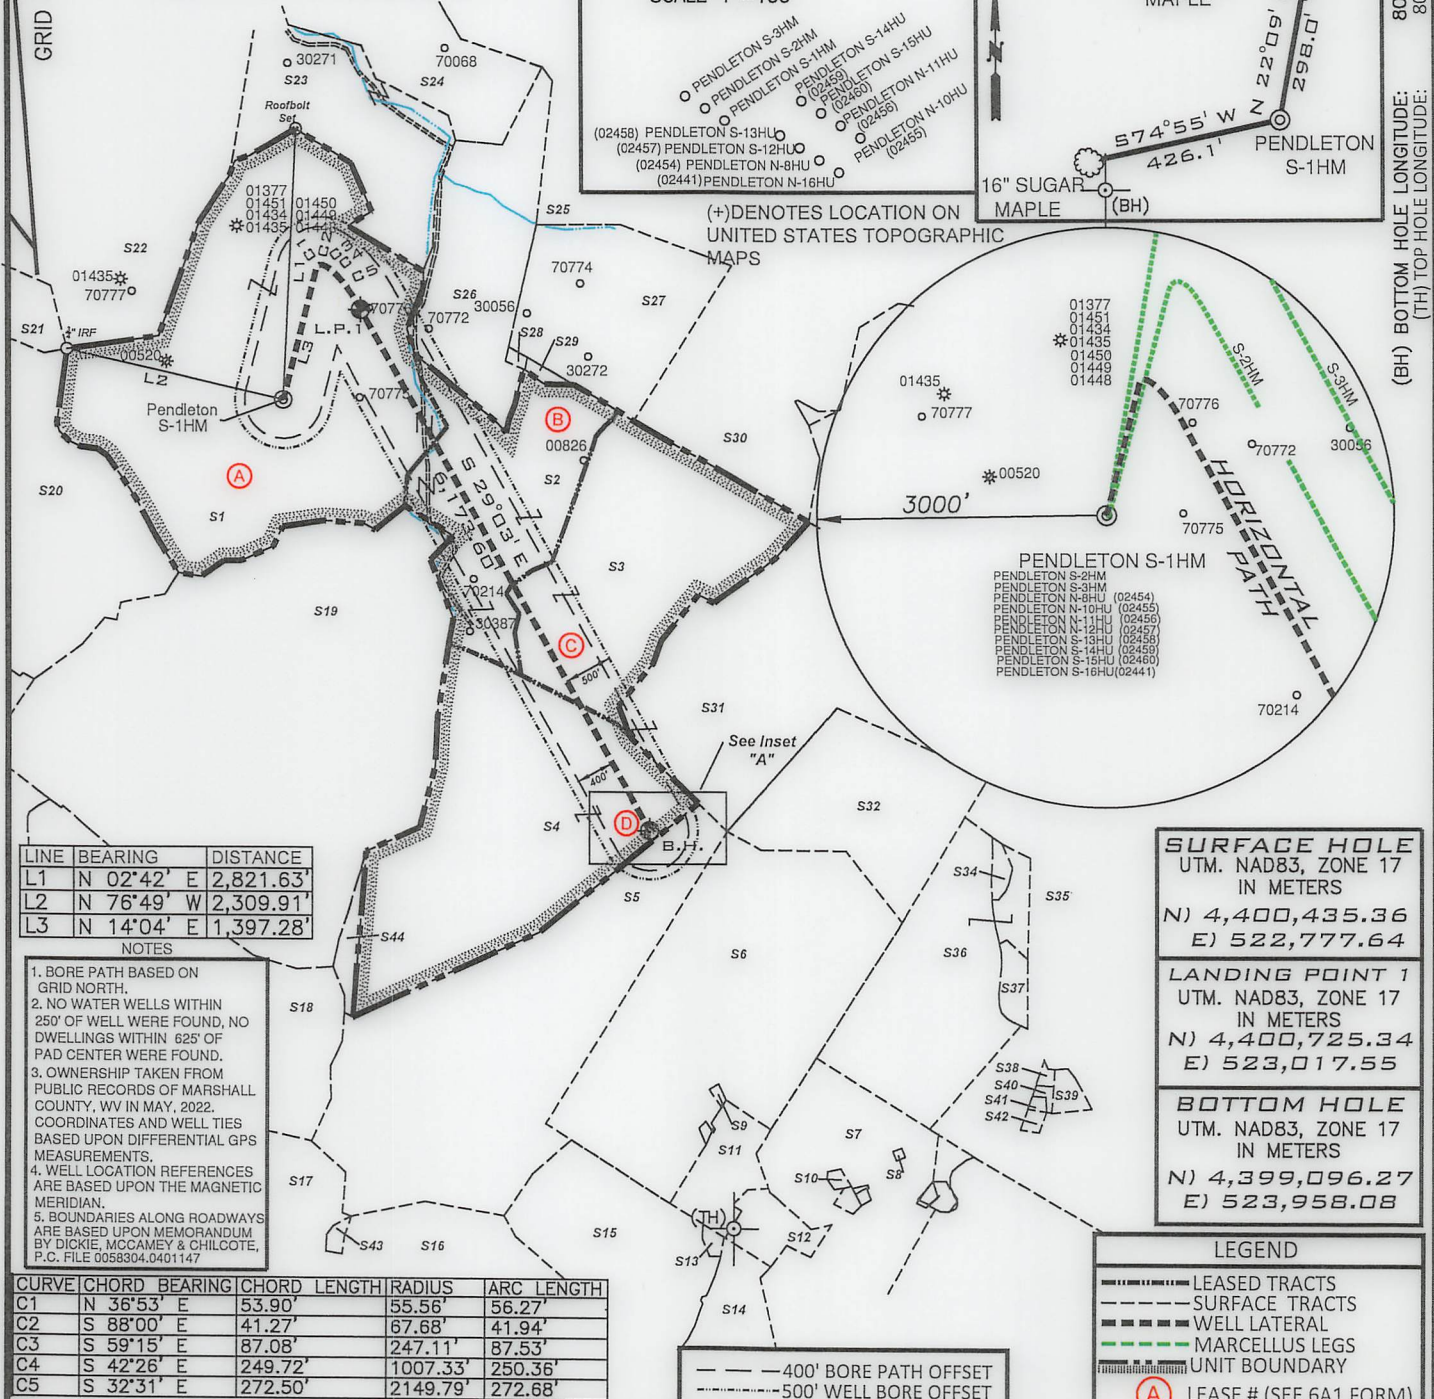 GRID
30271
S23
70068
S24
Roofbolt
Set
01377
01451 01450
01434 01449
01435 01448
S22
01435
70777
S21
S25
70774
S26
30056
70772
S27
S28
S29
30272
L.P.1
L1
L3
L2
00520
Pendleton
S-1HM
70775
A
S1
S20
B
00826
S2
S30
S 29°03' E
6,173.60'
S3
70214
30387
C
500'
S19
S31
See Inset
"A"
400'
D
B.H.
S4
S5
S32
S44
S18
S6
S34
S35
S36
S37
S38
S40
S39
S41
S42
S9
S11
S7
S10
S8
S17
S43
S16
S15
(TH)
S13
S12
S14
PENDLETON S-3HM
PENDLETON S-2HM
PENDLETON S-1HM
PENDLETON S-14HU
(02459)
PENDLETON S-15HU
(02460)
PENDLETON N-11HU
(02456)
PENDLETON N-10HU
(02455)
(02458) PENDLETON S-13HU
(02457) PENDLETON S-12HU
(02454) PENDLETON N-8HU
(02441) PENDLETON N-16HU
(+)DENOTES LOCATION ON
UNITED STATES TOPOGRAPHIC
MAPS
N
N 22°09'
298.0'
S74°55' W
426.1'
PENDLETON
S-1HM
16" SUGAR
MAPLE
(BH)
(BH) BOTTOM HOLE LONGITUDE:
(TH) TOP HOLE LONGITUDE:
01377
01451
01434
01435
01450
01449
01448
01435
70777
00520
S-2HM
S-3HM
70776
70772
30056
70775
HORIZONTAL
PATH
3000'
PENDLETON S-1HM
PENDLETON S-2HM
PENDLETON S-3HM
PENDLETON N-8HU (02454)
PENDLETON N-10HU (02455)
PENDLETON N-11HU (02456)
PENDLETON N-12HU (02457)
PENDLETON S-13HU (02458)
PENDLETON S-14HU (02459)
PENDLETON S-15HU (02460)
PENDLETON S-16HU(02441)
70214
LINE BEARING DISTANCE
L1 N 02°42' E 2,821.63'
L2 N 76°49' W 2,309.91'
L3 N 14°04' E 1,397.28'
NOTES
1. BORE PATH BASED ON
GRID NORTH.
2. NO WATER WELLS WITHIN
250' OF WELL WERE FOUND, NO
DWELLINGS WITHIN 625' OF
PAD CENTER WERE FOUND.
3. OWNERSHIP TAKEN FROM
PUBLIC RECORDS OF MARSHALL
COUNTY, WV IN MAY, 2022.
COORDINATES AND WELL TIES
BASED UPON DIFFERENTIAL GPS
MEASUREMENTS.
4. WELL LOCATION REFERENCES
ARE BASED UPON THE MAGNETIC
MERIDIAN.
5. BOUNDARIES ALONG ROADWAYS
ARE BASED UPON MEMORANDUM
BY DICKIE, MCCAMEY & CHILCOTE,
P.C. FILE 0058304.0401147
CURVE CHORD BEARING CHORD LENGTH RADIUS ARC LENGTH
C1 N 36°53' E 53.90' 55.56' 56.27'
C2 S 88°00' E 41.27' 67.68' 41.94'
C3 S 59°15' E 87.08' 247.11' 87.53'
C4 S 42°26' E 249.72' 1007.33' 250.36'
C5 S 32°31' E 272.50' 2149.79' 272.68'
400' BORE PATH OFFSET
500' WELL BORE OFFSET
SURFACE HOLE
UTM. NAD83, ZONE 17
IN METERS
N) 4,400,435.36
E) 522,777.64
LANDING POINT 1
UTM. NAD83, ZONE 17
IN METERS
N) 4,400,725.34
E) 523,017.55
BOTTOM HOLE
UTM. NAD83, ZONE 17
IN METERS
N) 4,399,096.27
E) 523,958.08
LEGEND
LEASED TRACTS
SURFACE TRACTS
WELL LATERAL
MARCELLUS LEGS
UNIT BOUNDARY
A LEASE # (SEE 6A1 FORM)